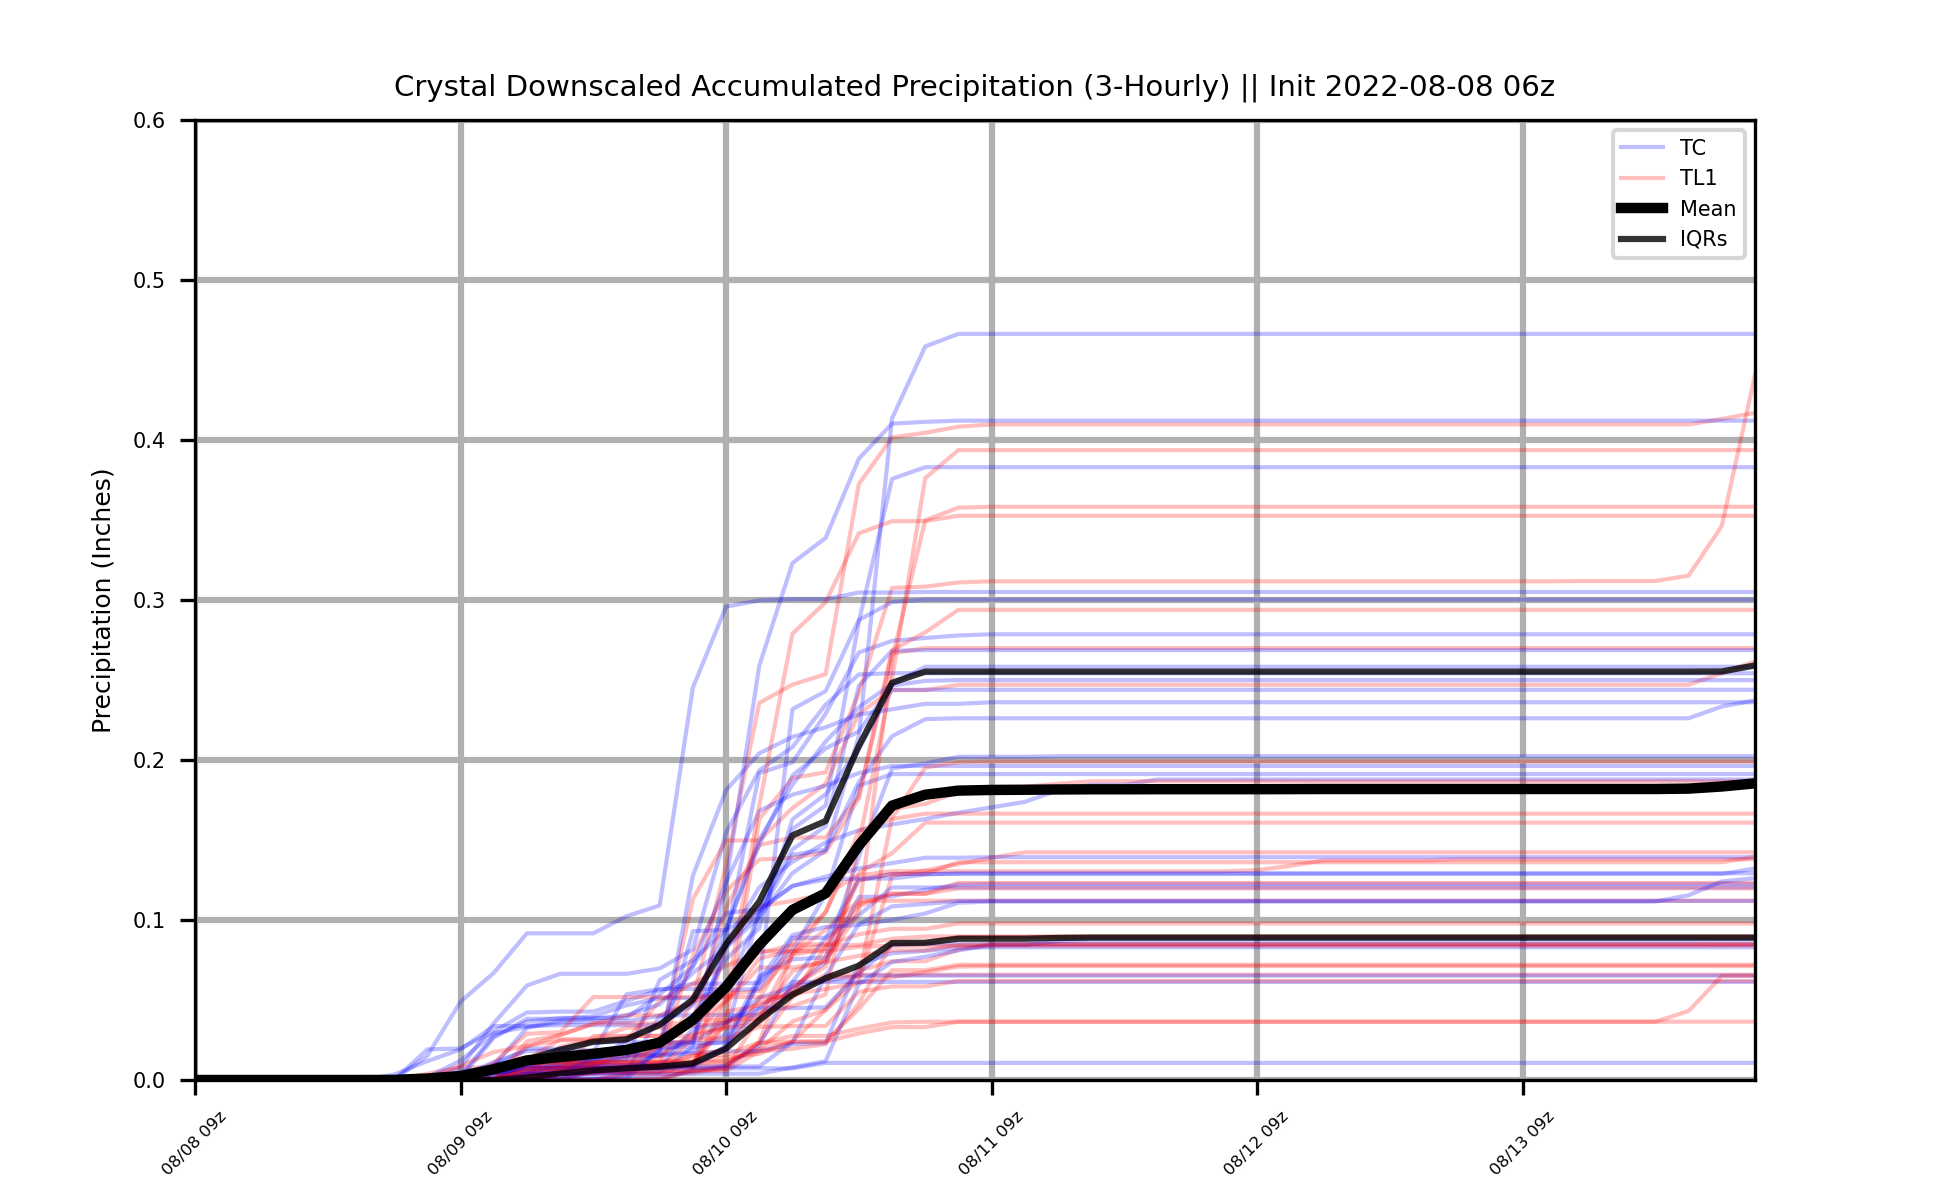 Crystal Downscaled Accumulated Precipitation (3-Hourly) || Init 2022-08-08 06z
TC
TL1
Mean
IQRs
Precipitation (Inches)
0.6
0.5
0.4
0.3
0.2
0.1
0.0
08/08 09z
08/09 09z
08/10 09z
08/11 09z
08/12 09z
08/13 09z